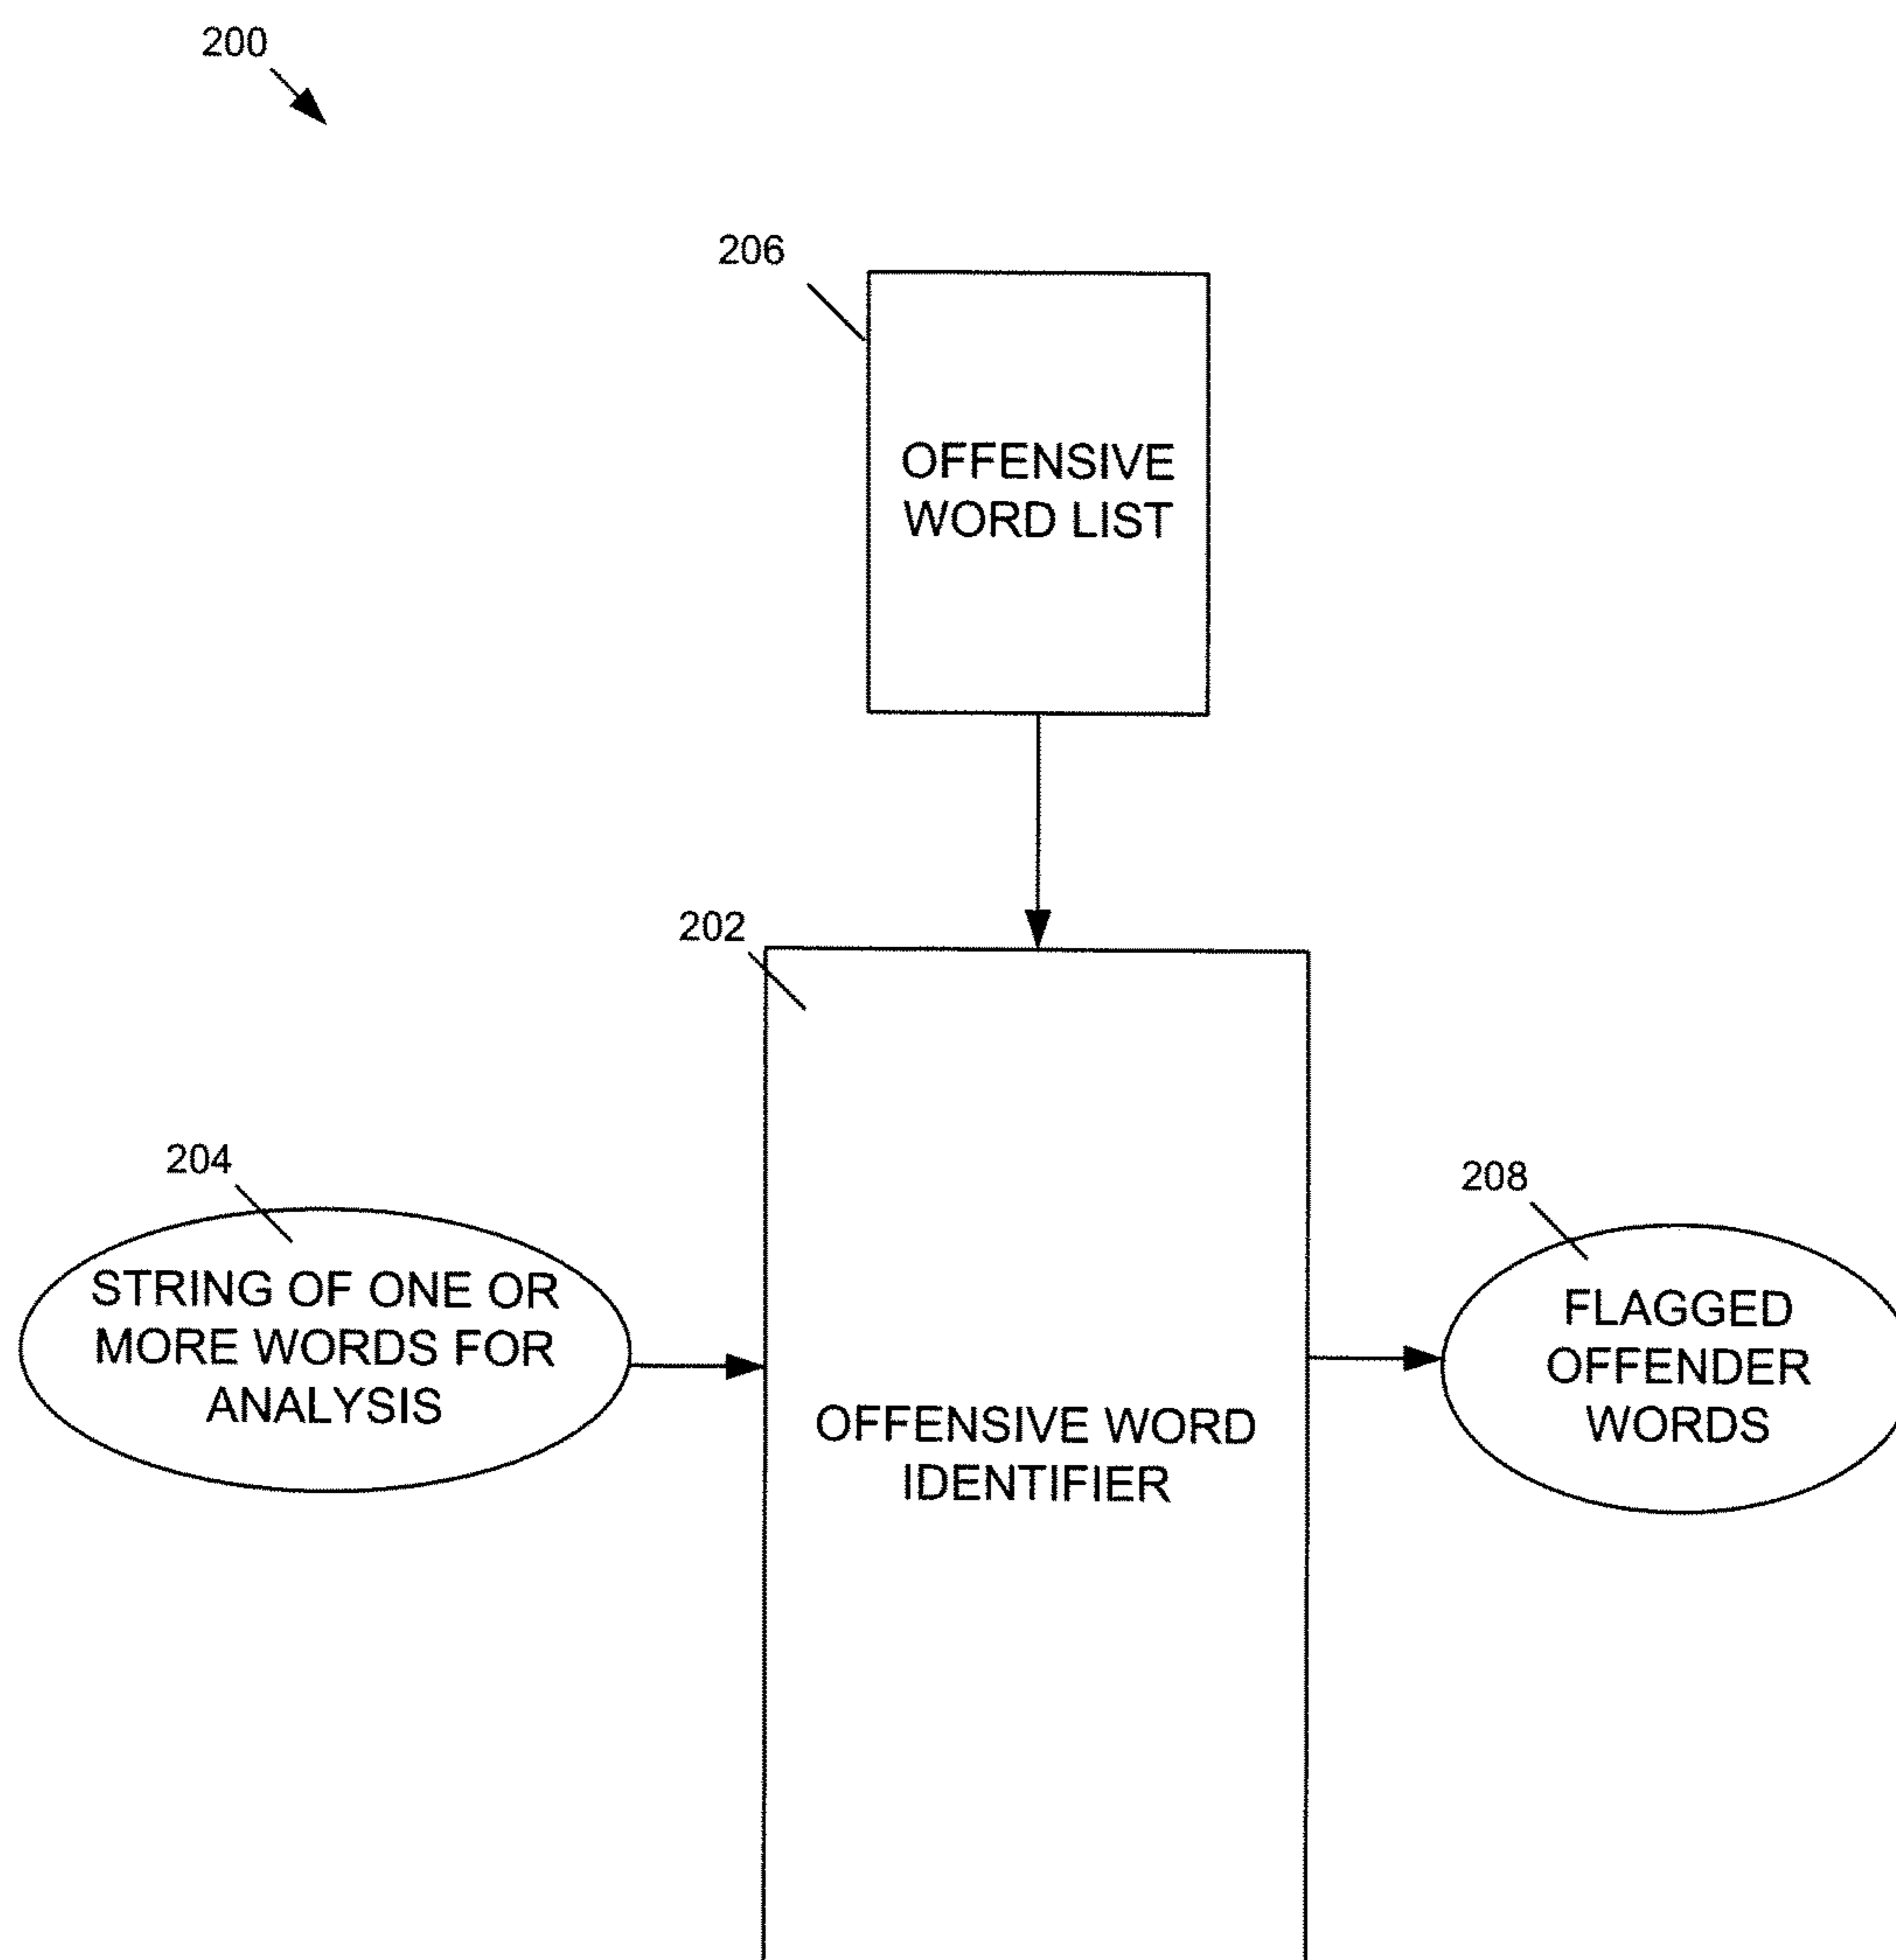 200
206
OFFENSIVE
WORD LIST
202
204
STRING OF ONE OR
MORE WORDS FOR
ANALYSIS
OFFENSIVE WORD
IDENTIFIER
208
FLAGGED
OFFENDER
WORDS